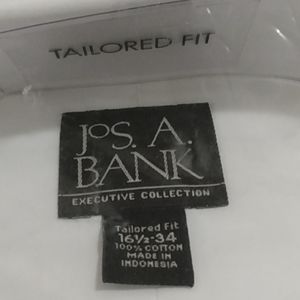 TAILORED FIT
JOS. A.
BANK
EXECUTIVE COLLECTION
Tailored Fit
16½-34
100% COTTON
MADE IN
INDONESIA